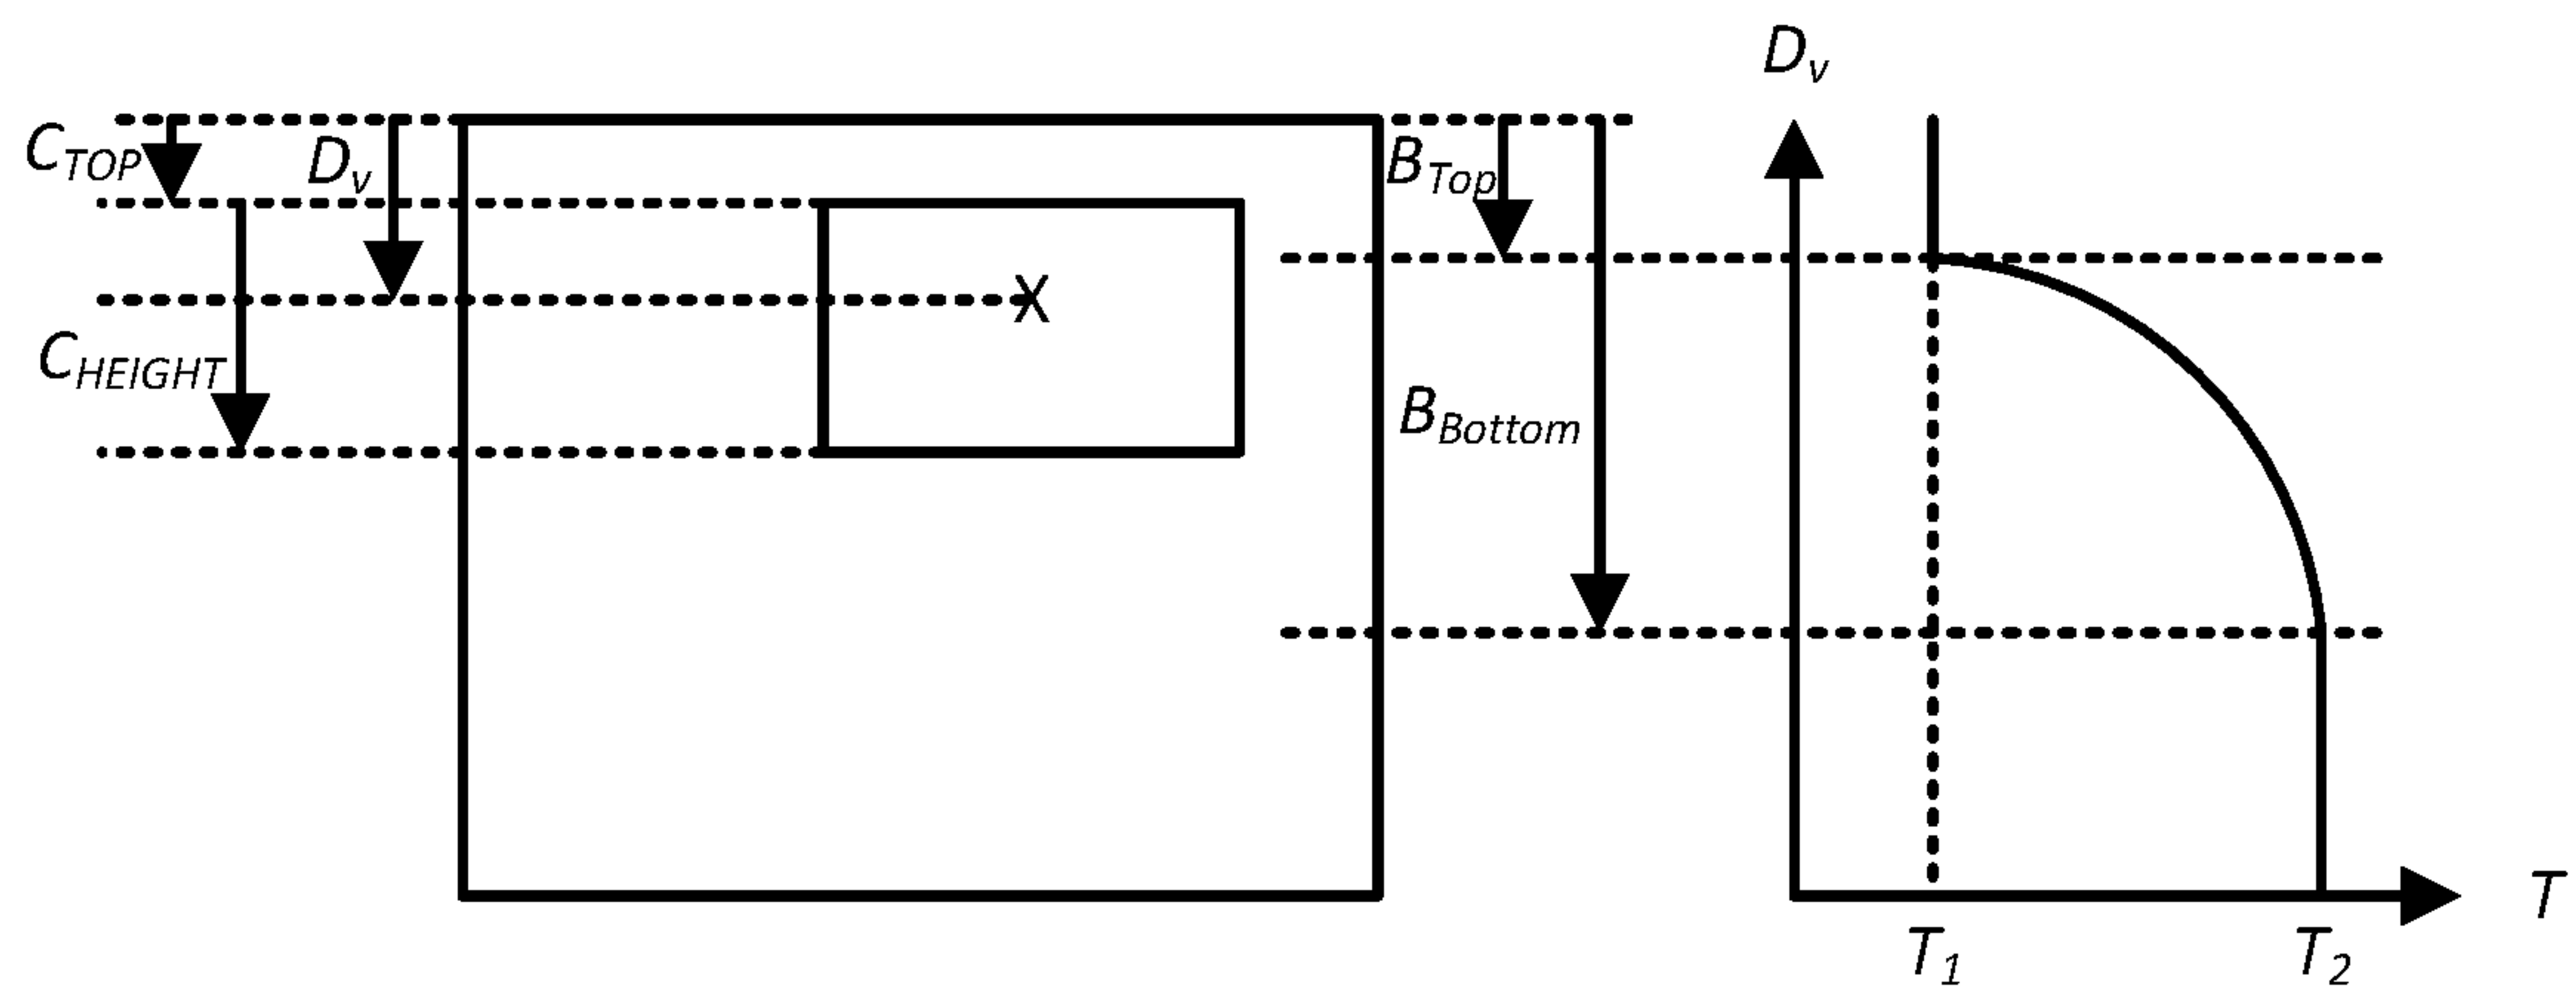 D_v
C_TOP
D_v
B_Top
X
C_HEIGHT
B_Bottom
T
T_1
T_2